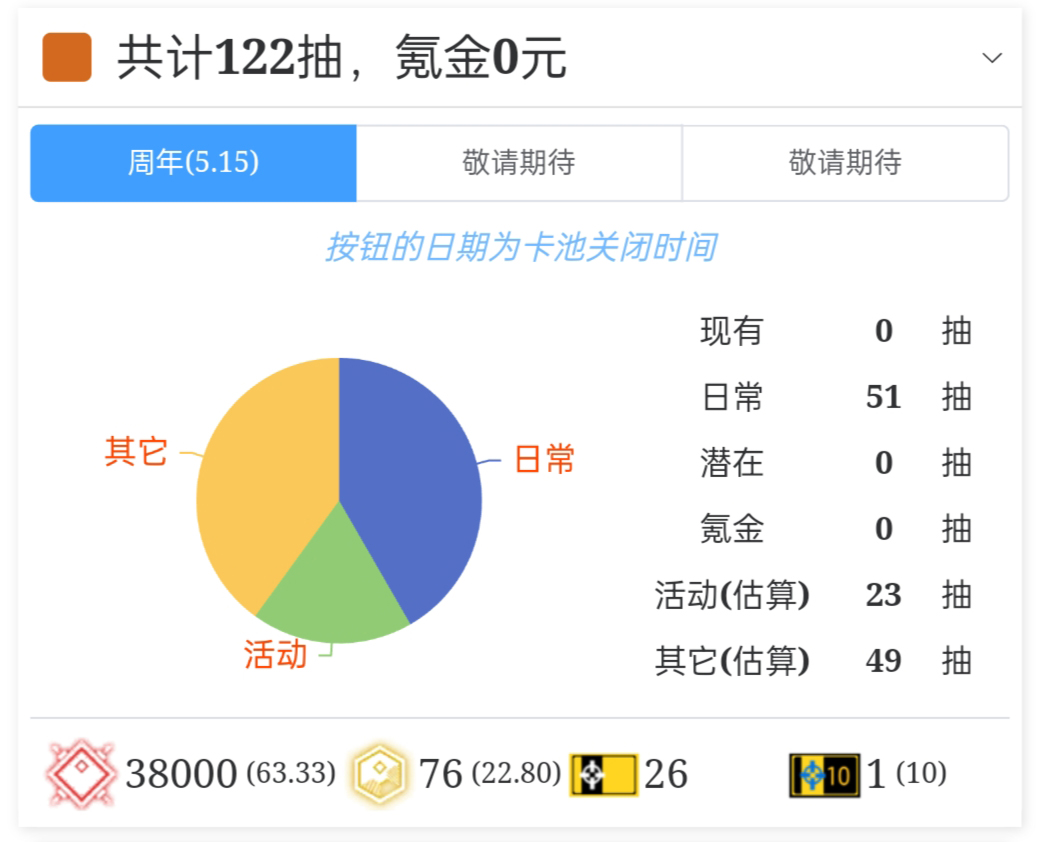 共计122抽，氪金0元
周年(5.15) 敬请期待 敬请期待
按钮的日期为卡池关闭时间
现有 0 抽
日常 51 抽
潜在 0 抽
氪金 0 抽
活动(估算) 23 抽
其它(估算) 49 抽
其它
日常
活动
38000 (63.33) 76 (22.80) 26 10 1 (10)